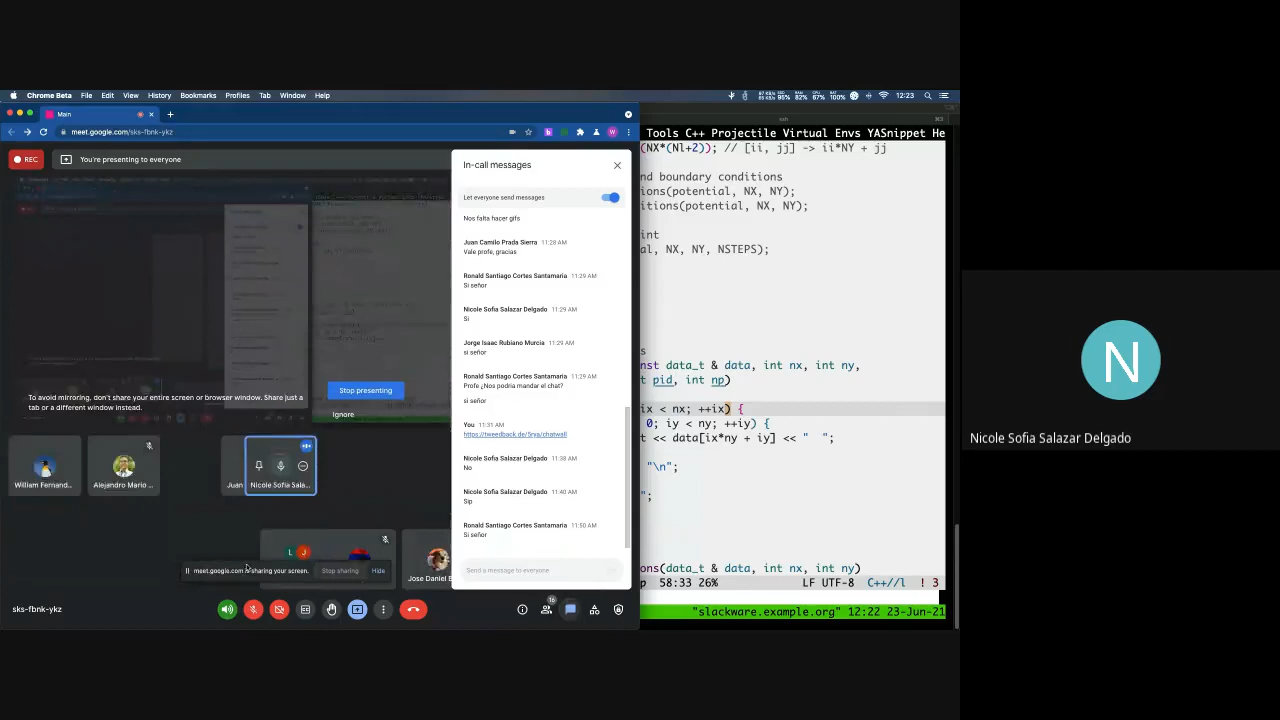 Chrome Beta File Edit View History Bookmarks Profiles Tab Window Help
12:23
Main
meet.google.com/sks-fbnk-ykz
REC
You're presenting to everyone
To avoid mirroring, don't share your entire screen or browser window. Share just a
tab or a different window instead.
Stop presenting
Ignore
William Fernand...
Alejandro Mario ...
Juan
Nicole Sofia Sala...
L
J
Jose Daniel
meet.google.com is sharing your screen.
Stop sharing
Hide
sks-fbnk-ykz
16
In-call messages
Let everyone send messages
Nos falta hacer gifs
Juan Camilo Prada Sierra 11:28 AM
Vale profe, gracias
Ronald Santiago Cortes Santamaria 11:29 AM
Si señor
Nicole Sofia Salazar Delgado 11:29 AM
Si
Jorge Isaac Rubiano Murcia 11:29 AM
si señor
Ronald Santiago Cortes Santamaria 11:29 AM
Profe ¿Nos podria mandar el chat?
si señor
You 11:31 AM
https://tweedback.de/5rya/chatwall
Nicole Sofia Salazar Delgado 11:38 AM
No
Nicole Sofia Salazar Delgado 11:40 AM
Sip
Ronald Santiago Cortes Santamaria 11:50 AM
Si señor
Send a message to everyone
ssh
Tools C++ Projectile Virtual Envs YASnippet He
(NX*(Nl+2)); // [ii, jj] -> ii*NY + jj
nd boundary conditions
ions(potential, NX, NY);
itions(potential, NX, NY);
int
al, NX, NY, NSTEPS);
s
nst data_t & data, int nx, int ny,
t pid, int np)
ix < nx; ++ix) {
0; iy < ny; ++iy) {
t << data[ix*ny + iy] << " ";
"\n";
";
ons(data_t & data, int nx, int ny)
p 58:33 26% LF UTF-8 C++//l ! 3
"slackware.example.org" 12:22 23-Jun-21
N
Nicole Sofia Salazar Delgado